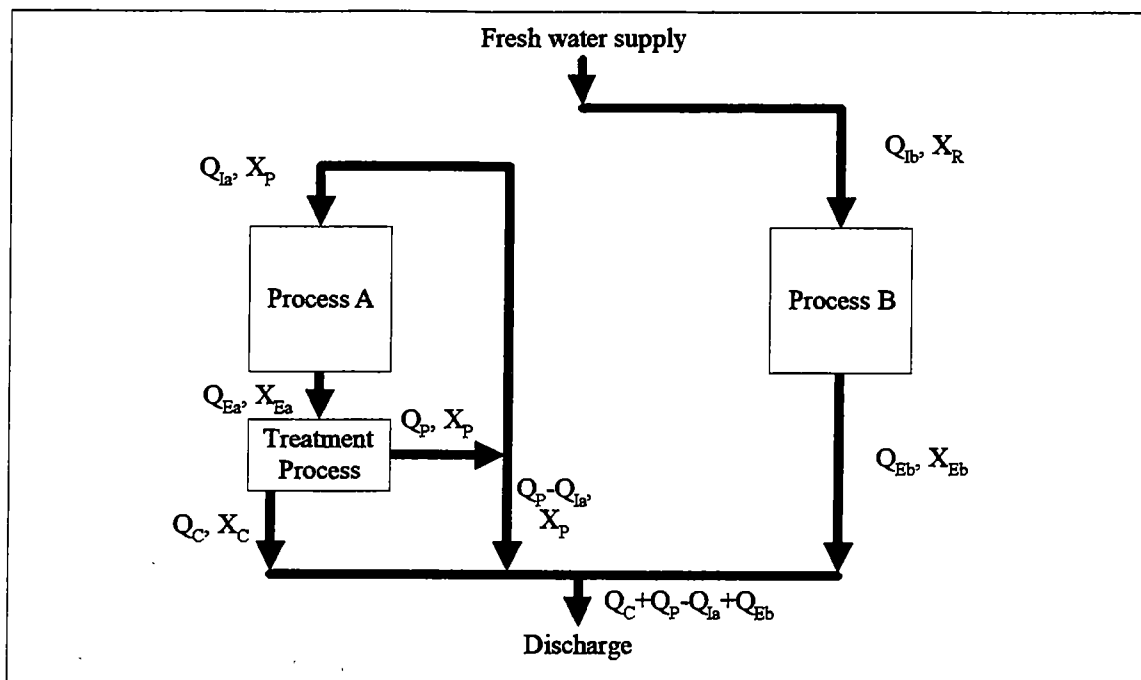 Fresh water supply
Q_Ib, X_R
Q_Ia, X_P
Process A
Process B
Q_Ea, X_Ea
Q_P, X_P
Treatment
Process
Q_Eb, X_Eb
Q_P-Q_Ia,
X_P
Q_C, X_C
Q_C+Q_P-Q_Ia+Q_Eb
Discharge